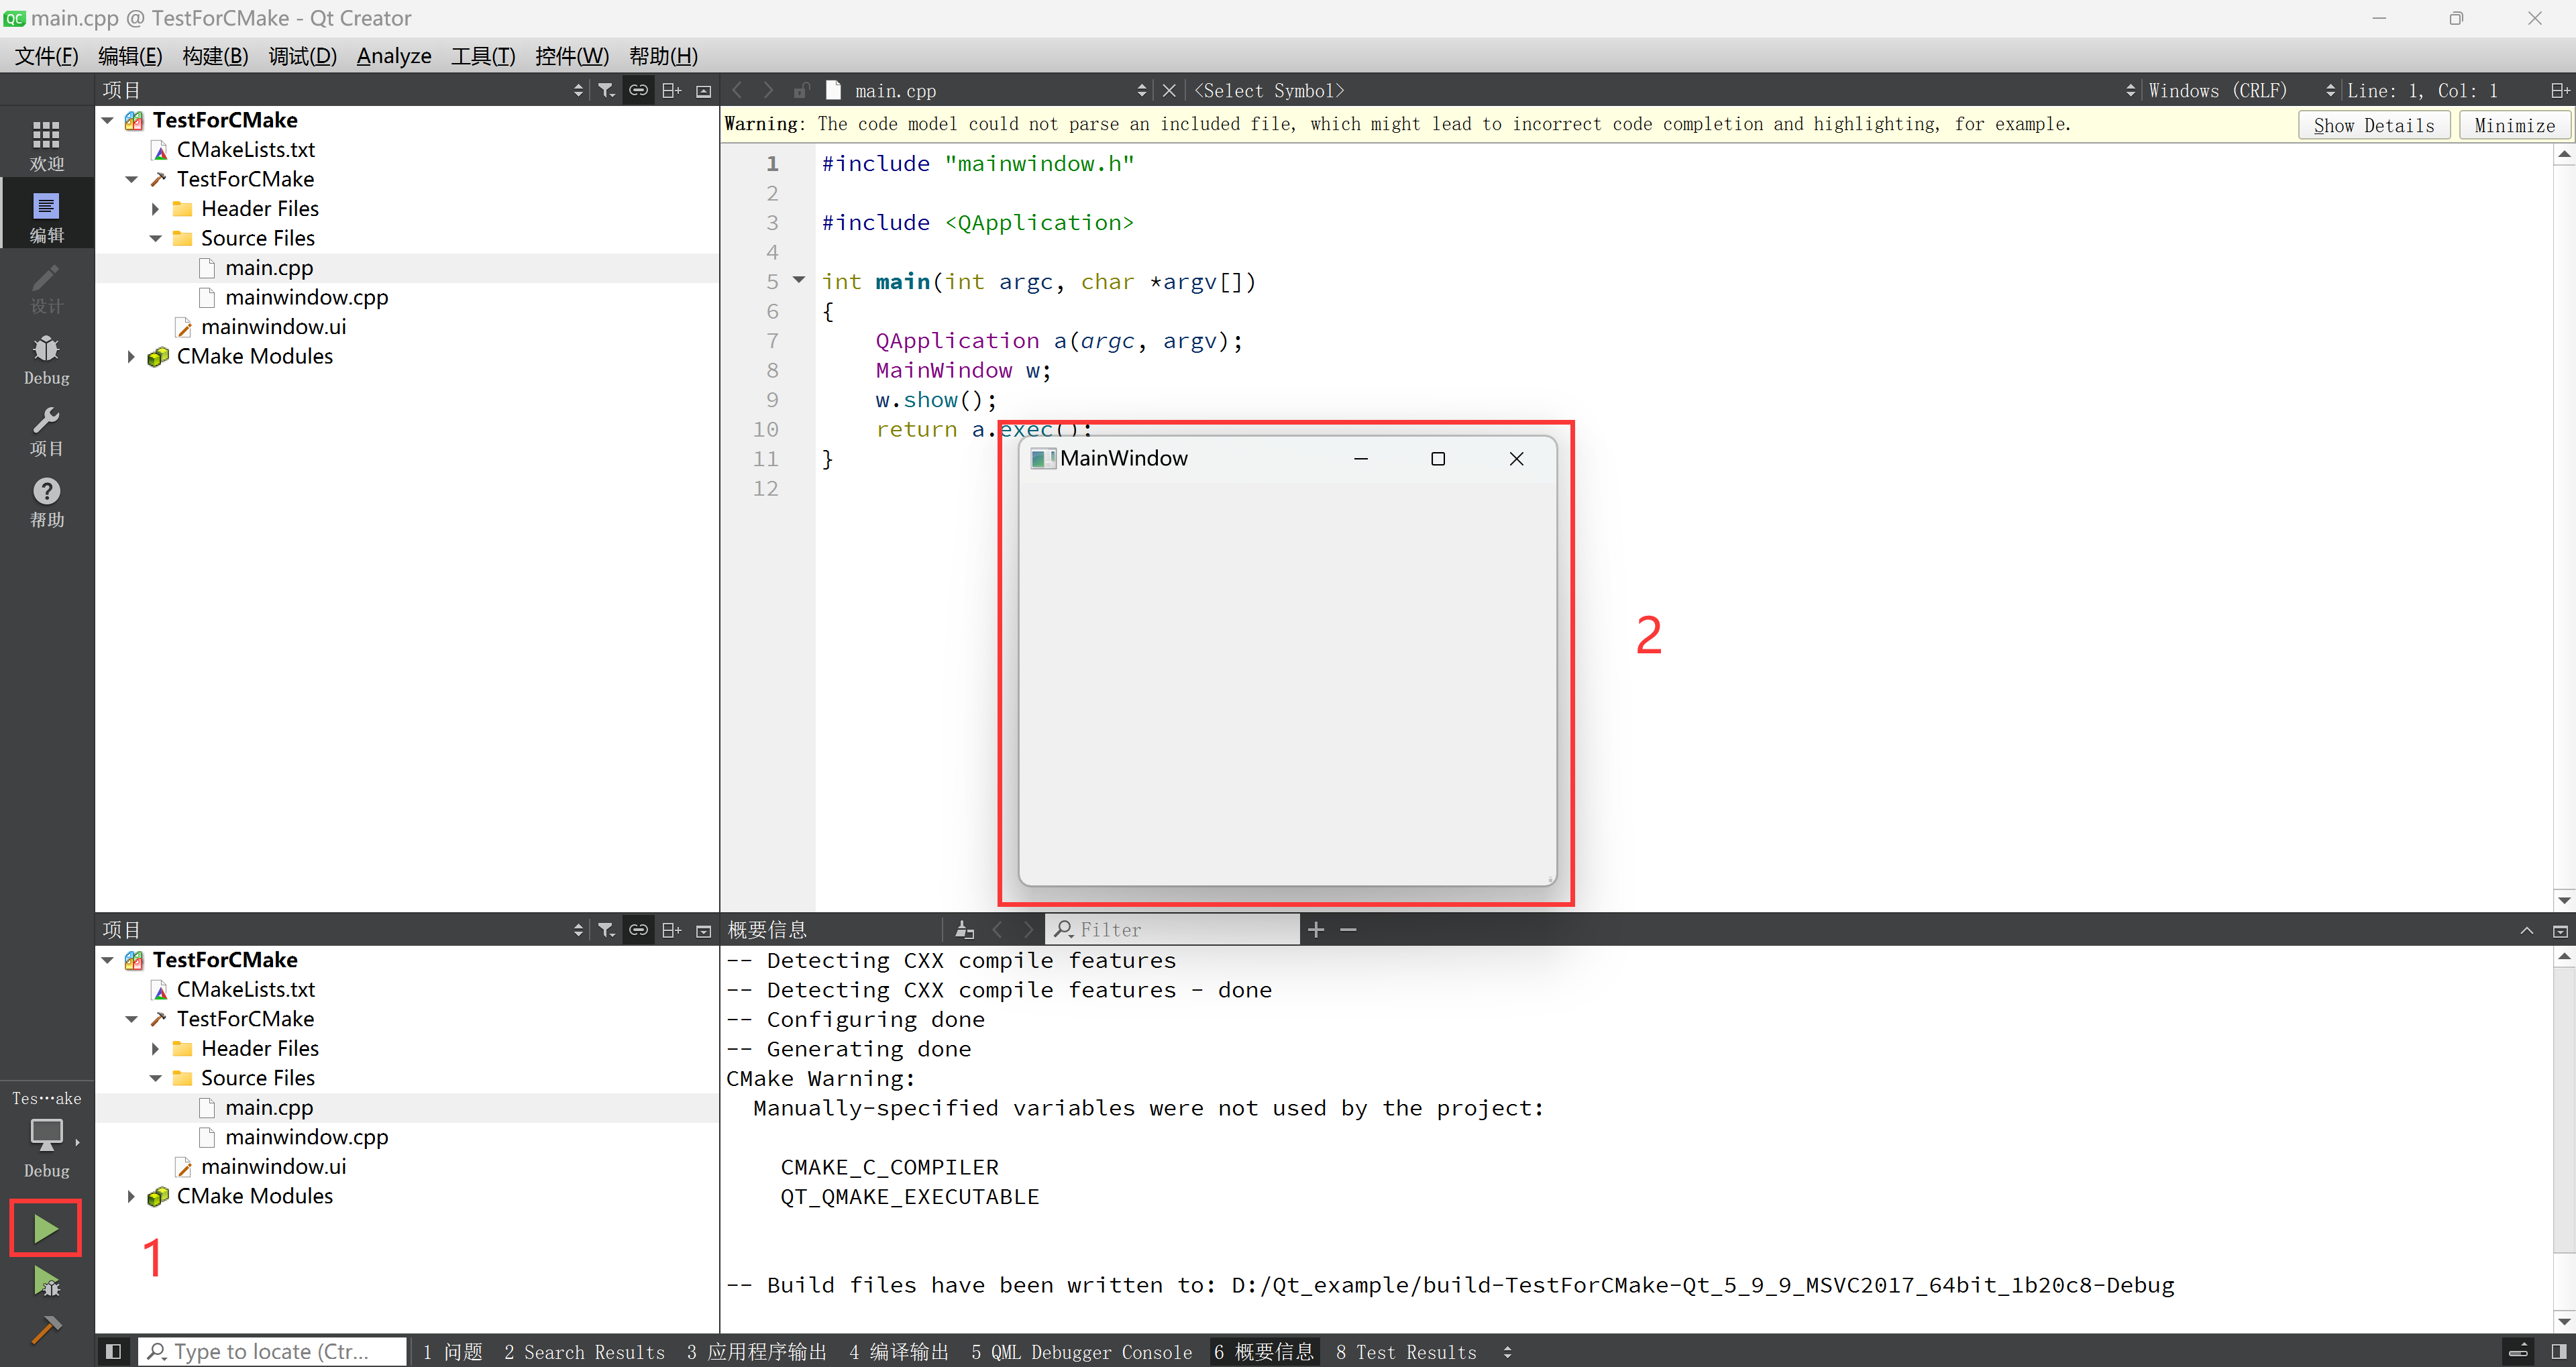 main.cpp @ TestForCMake - Qt Creator
文件(F) 编辑(E) 构建(B) 调试(D) Analyze 工具(T) 控件(W) 帮助(H)
项目
main.cpp
<Select Symbol>
Windows (CRLF)
Line: 1, Col: 1
欢迎
编辑
设计
Debug
项目
帮助
TestForCMake
CMakeLists.txt
TestForCMake
Header Files
Source Files
main.cpp
mainwindow.cpp
mainwindow.ui
CMake Modules
Warning: The code model could not parse an included file, which might lead to incorrect code completion and highlighting, for example.
Show Details
Minimize
1 #include "mainwindow.h"
2
3 #include <QApplication>
4
5 int main(int argc, char *argv[])
6 {
7 QApplication a(argc, argv);
8 MainWindow w;
9 w.show();
10 return a.exec();
11 }
12
MainWindow
2
项目
TestForCMake
CMakeLists.txt
TestForCMake
Header Files
Source Files
main.cpp
mainwindow.cpp
mainwindow.ui
CMake Modules
Tes···ake
Debug
1
概要信息
Filter
-- Detecting CXX compile features
-- Detecting CXX compile features - done
-- Configuring done
-- Generating done
CMake Warning:
Manually-specified variables were not used by the project:
CMAKE_C_COMPILER
QT_QMAKE_EXECUTABLE
-- Build files have been written to: D:/Qt_example/build-TestForCMake-Qt_5_9_9_MSVC2017_64bit_1b20c8-Debug
Type to locate (Ctr...
1 问题 2 Search Results 3 应用程序输出 4 编译输出 5 QML Debugger Console 6 概要信息 8 Test Results